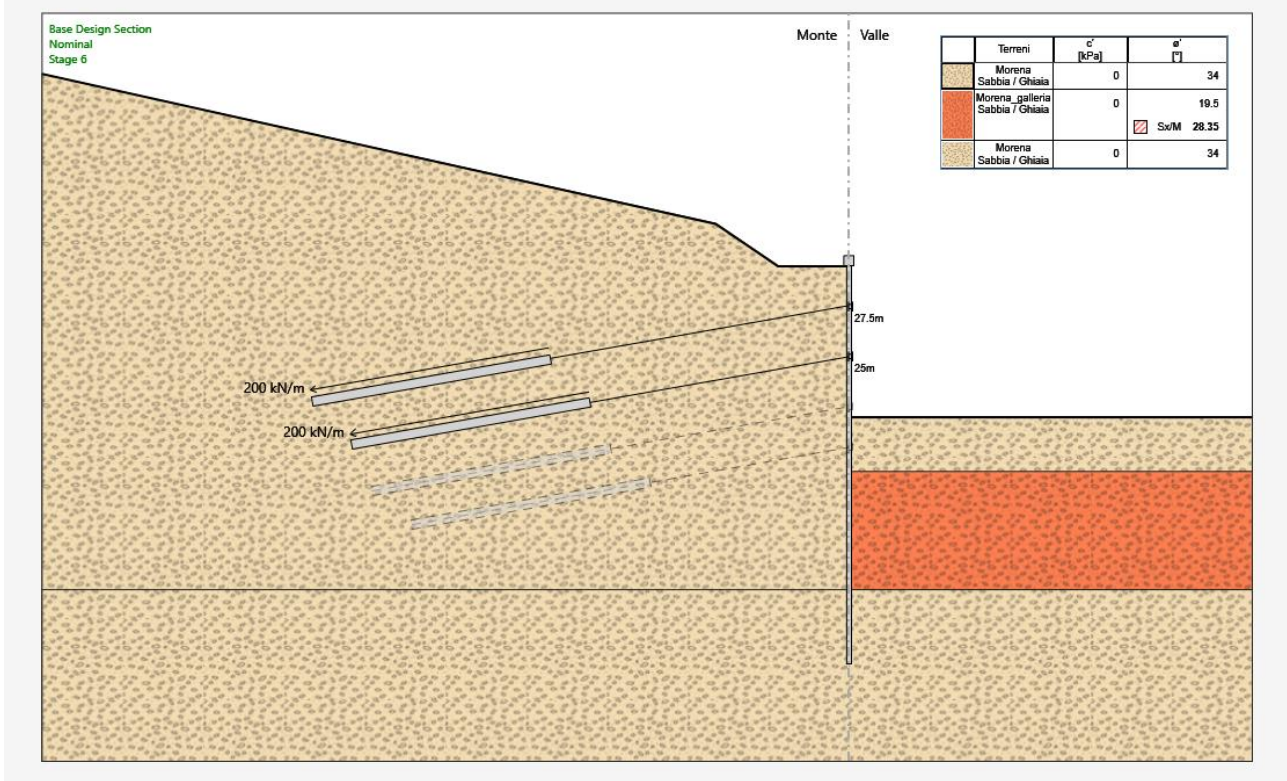 Base Design Section
Nominal
Stage 6
Monte Valle
Terreni c' [kPa] ø' [°]
Morena
Sabbia / Ghiaia 0 34
Morena_galleria
Sabbia / Ghiaia 0 19.5
Sx/M 28.35
Morena
Sabbia / Ghiaia 0 34
27.5m
25m
200 kN/m
200 kN/m